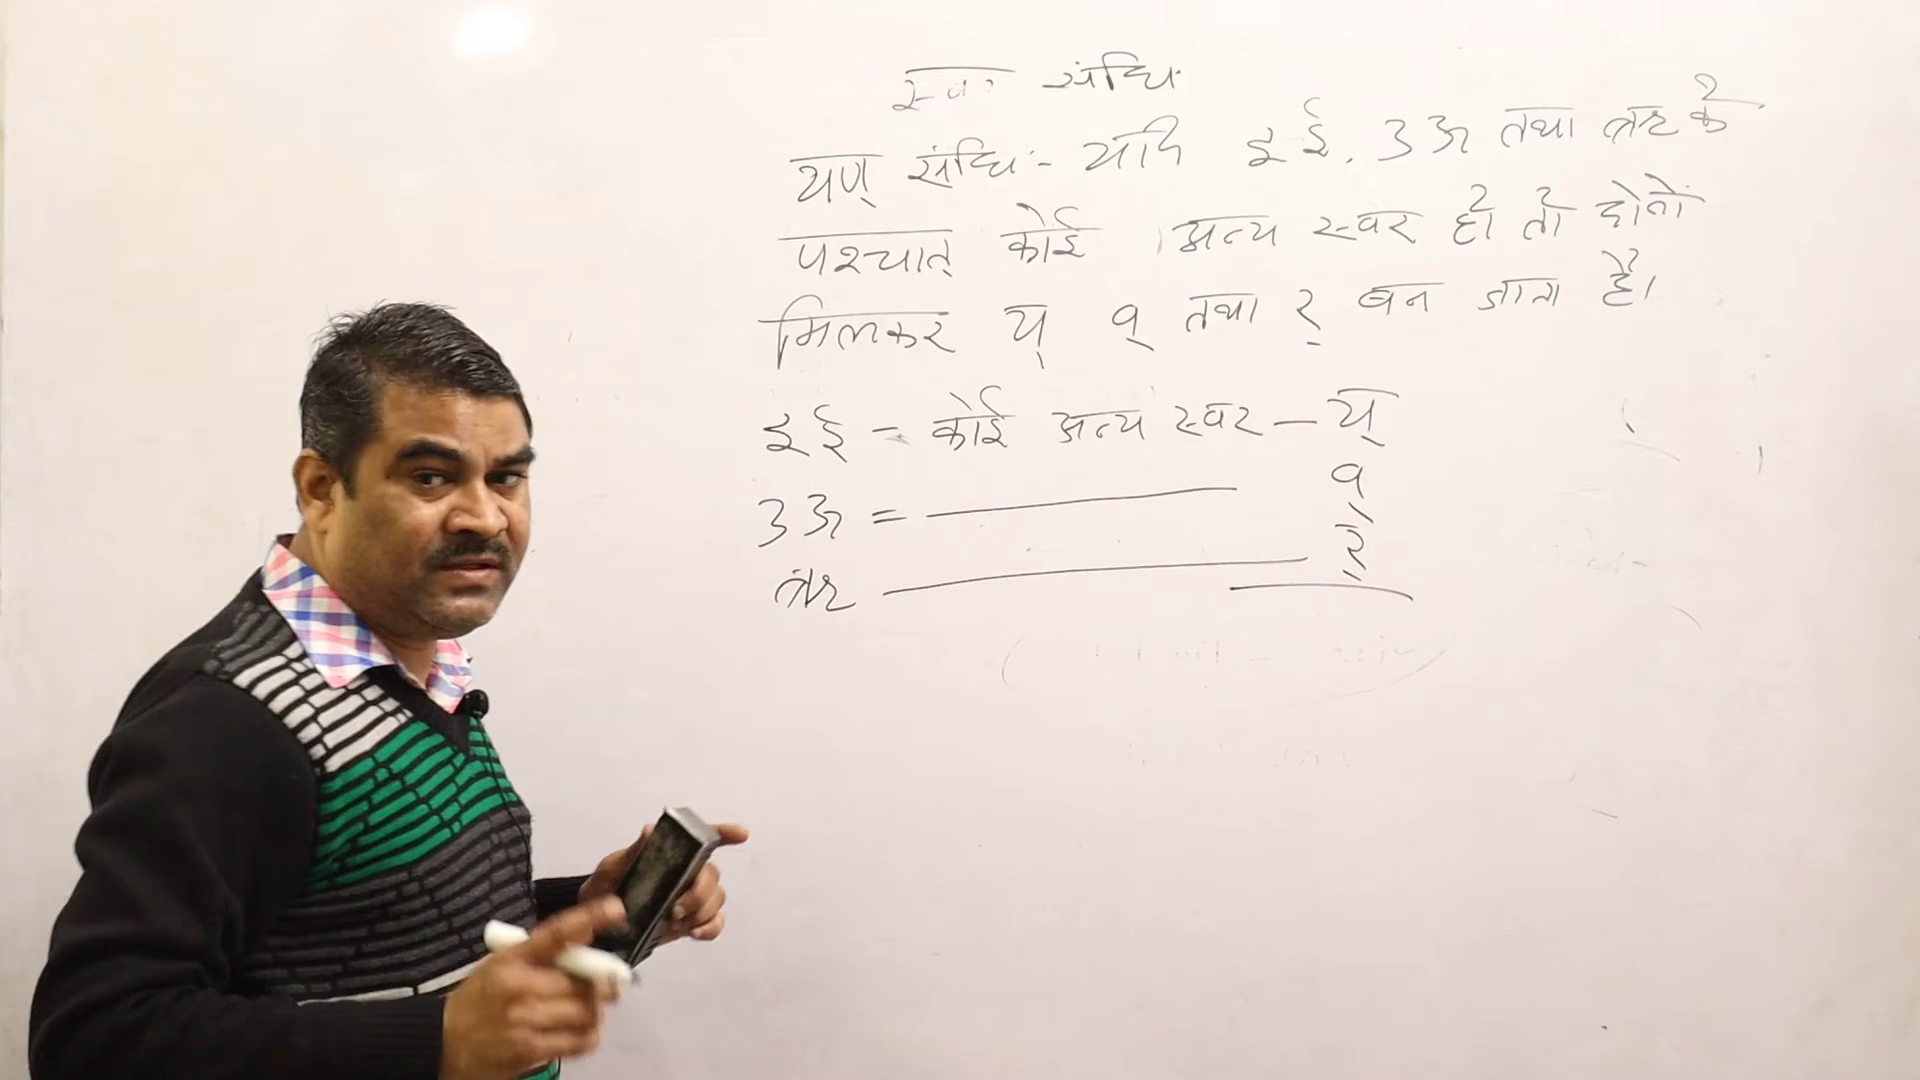 स्वर संधि
यण् संधि:- यदि इ ई, उ ऊ तथा ऋ के
पश्चात् कोई अन्य स्वर हो तो दोनो
मिलकर य् व् तथा र् बन जाता है।
इ ई = कोई अन्य स्वर — य्
उ ऊ = — व्
ऋ — र्